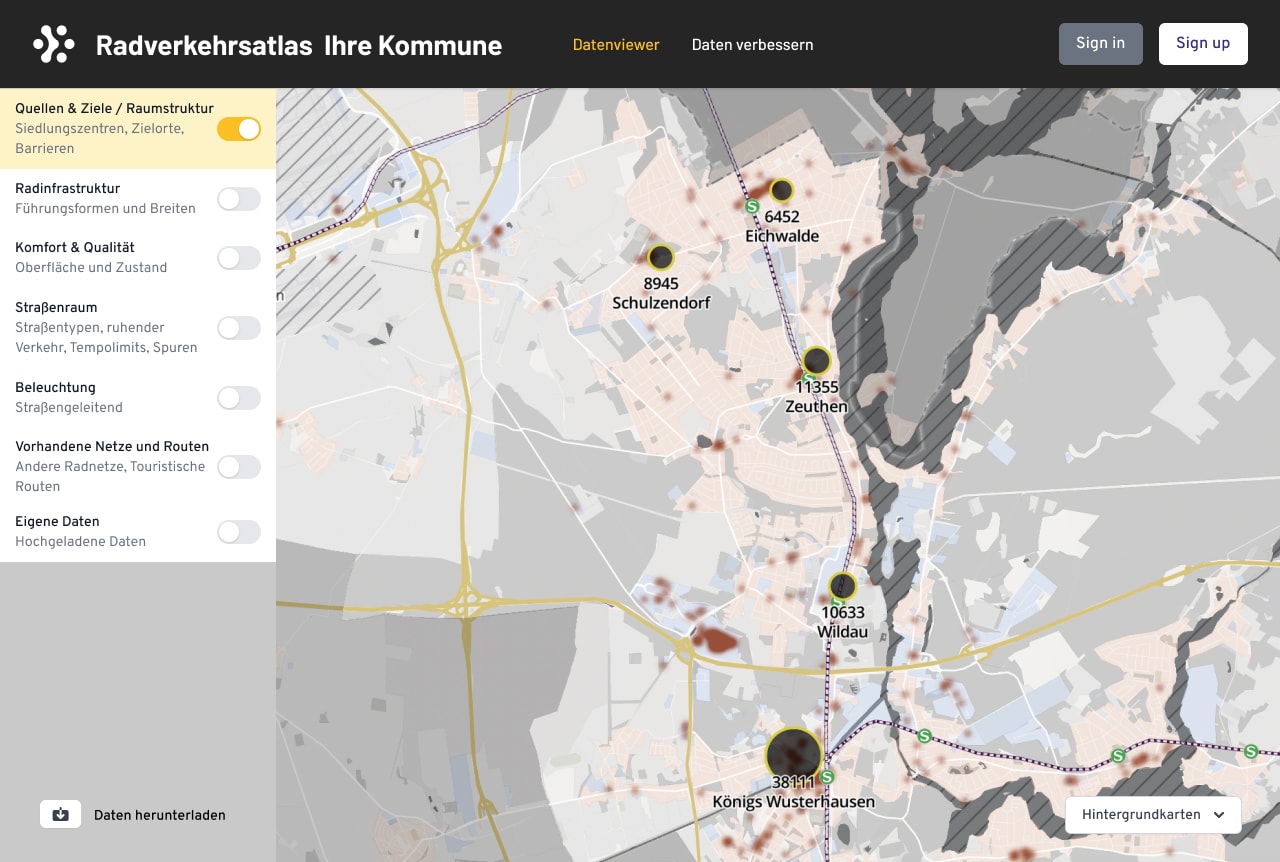 Radverkehrsatlas Ihre Kommune
Datenviewer
Daten verbessern
Sign in
Sign up
Quellen & Ziele / Raumstruktur
Siedlungszentren, Zielorte,
Barrieren
Radinfrastruktur
Führungsformen und Breiten
Komfort & Qualität
Oberfläche und Zustand
Straßenraum
Straßentypen, ruhender
Verkehr, Tempolimits, Spuren
Beleuchtung
Straßengeleitend
Vorhandene Netze und Routen
Andere Radnetze, Touristische
Routen
Eigene Daten
Hochgeladene Daten
Daten herunterladen
n
S
6452
Eichwalde
8945
Schulzendorf
S
11355
Zeuthen
S
10633
Wildau
S
S
S
38111
S
Königs Wusterhausen
Hintergrundkarten